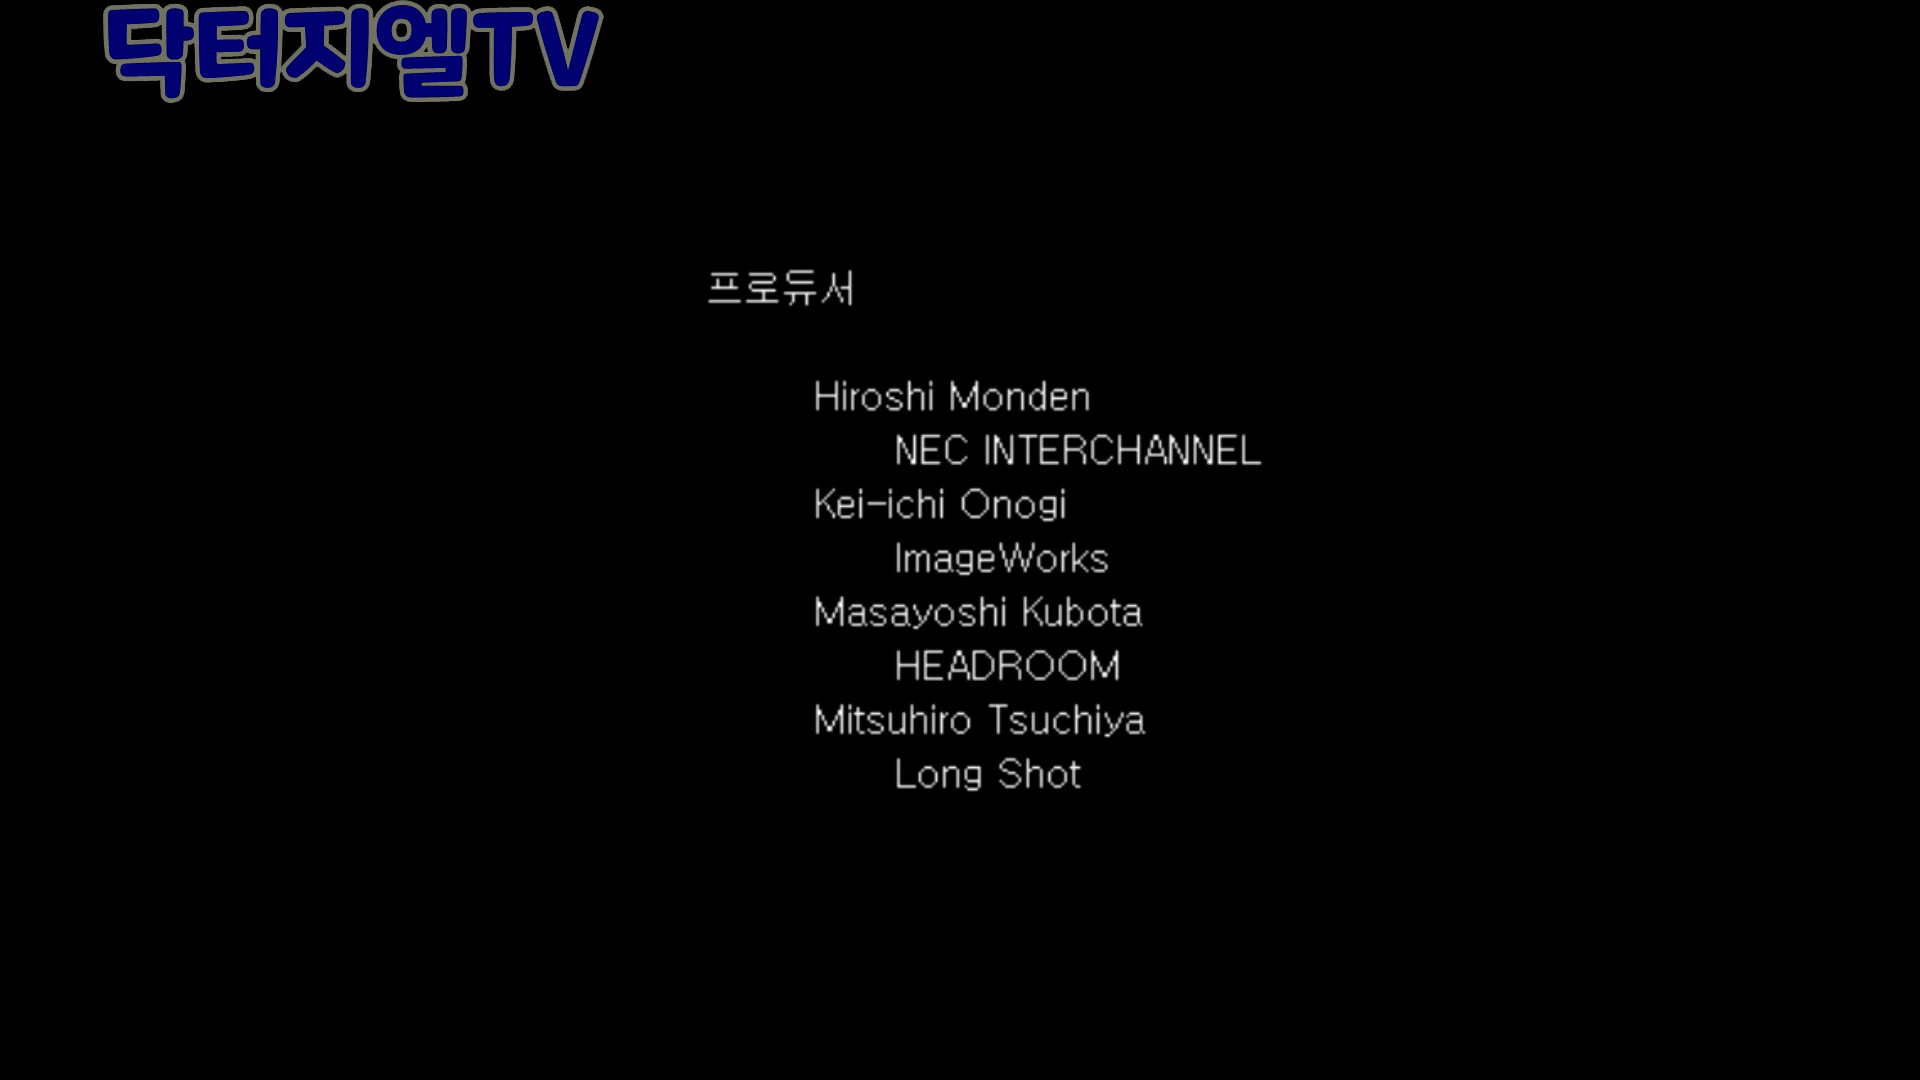 닥터지엘TV
프로듀서
Hiroshi Monden
NEC INTERCHANNEL
Kei-ichi Onogi
ImageWorks
Masayoshi Kubota
HEADROOM
Mitsuhiro Tsuchiya
Long Shot